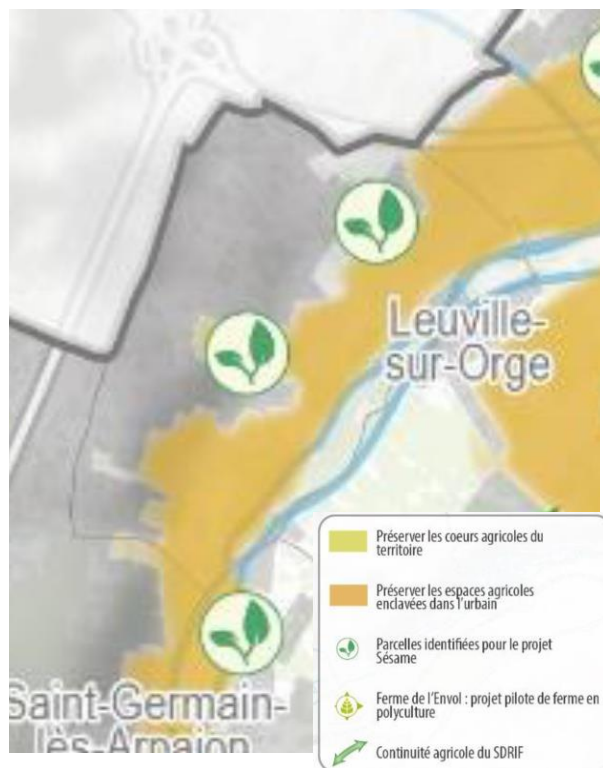 Leuville-
sur-Orge
Saint-Germain-
lès-Arpajon
Préserver les coeurs agricoles du
territoire
Préserver les espaces agricoles
enclavées dans l'urbain
Parcelles identifiées pour le projet
Sésame
Ferme de l'Envol : projet pilote de ferme en
polyculture
Continuité agricole du SDRIF